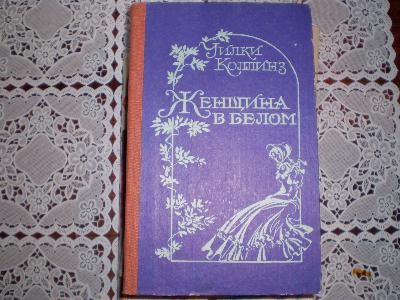 Уилки
Коллинз
Женщина
в белом